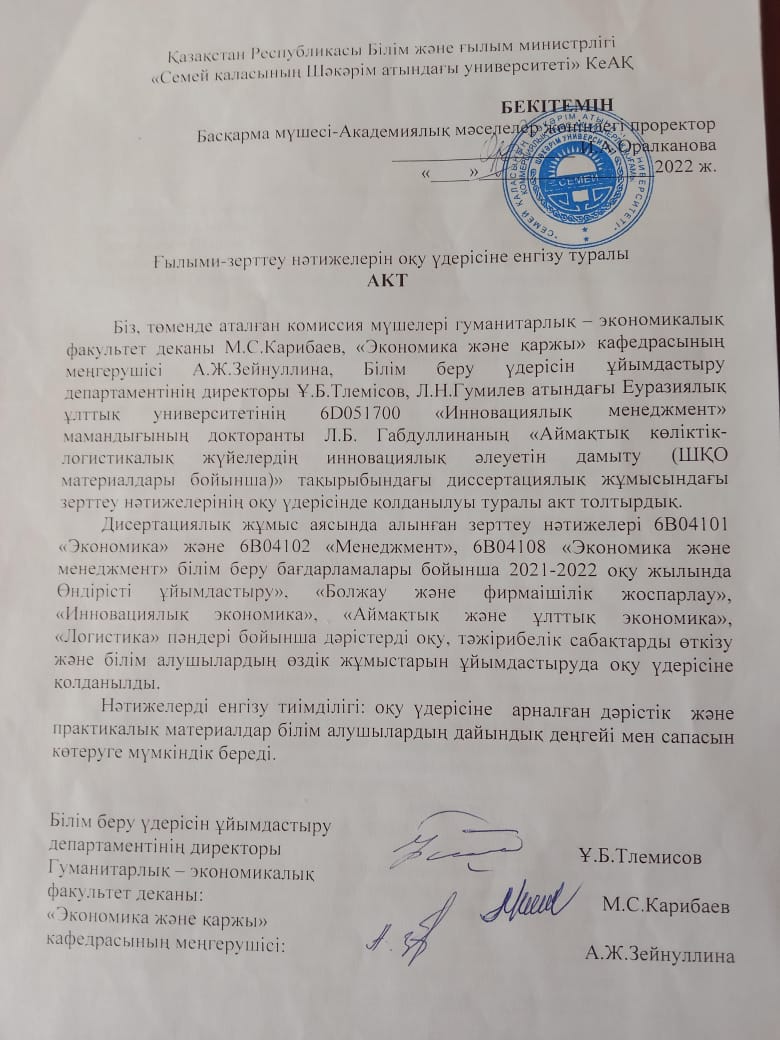 Қазақстан Республикасы Білім және ғылым министрлігі
«Семей қаласының Шәкәрім атындағы университеті» КеАҚ
БЕКІТЕМІН
Басқарма мүшесі-Академиялық мәселелер жөніндегі проректор
И. Оралканова
«____» 2022 ж.
СЕМЕЙ
Ғылыми-зерттеу нәтижелерін оқу үдерісіне енгізу туралы
АКТ
Біз, төменде аталған комиссия мүшелері гуманитарлық – экономикалық
факультет деканы М.С.Карибаев, «Экономика және қаржы» кафедрасының
меңгерушісі А.Ж.Зейнуллина, Білім беру үдерісін ұйымдастыру
департаментінің директоры Ұ.Б.Тлемісов, Л.Н.Гумилев атындағы Еуразиялық
ұлттық университетінің 6D051700 «Инновациялық менеджмент»
мамандығының докторанты Л.Б. Габдуллинаның «Аймақтық көліктік-
логистикалық жүйелердің инновациялық әлеуетін дамыту (ШҚО
материалдары бойынша)» тақырыбындағы диссертациялық жұмысындағы
зерттеу нәтижелерінің оқу үдерісінде қолданылуы туралы акт толтырдық.
Дисертациялық жұмыс аясында алынған зерттеу нәтижелері 6В04101
«Экономика» және 6В04102 «Менеджмент», 6В04108 «Экономика және
менеджмент» білім беру бағдарламалары бойынша 2021-2022 оқу жылында
Өндірісті ұйымдастыру», «Болжау және фирмаішілік жоспарлау»,
«Инновациялық экономика», «Аймақтық және ұлттық экономика»,
«Логистика» пәндері бойынша дәрістерді оқу, тәжірибелік сабақтарды өткізу
және білім алушылардың өздік жұмыстарын ұйымдастыруда оқу үдерісіне
қолданылды.
Нәтижелерді енгізу тиімділігі: оқу үдерісіне арналған дәрістік және
практикалық материалдар білім алушылардың дайындық деңгейі мен сапасын
көтеруге мүмкіндік береді.
Білім беру үдерісін ұйымдастыру
департаментінің директоры
Ұ.Б.Тлемисов
Гуманитарлық – экономикалық
факультет деканы:
М.С.Карибаев
«Экономика және қаржы»
кафедрасының меңгерушісі:
А.Ж.Зейнуллина